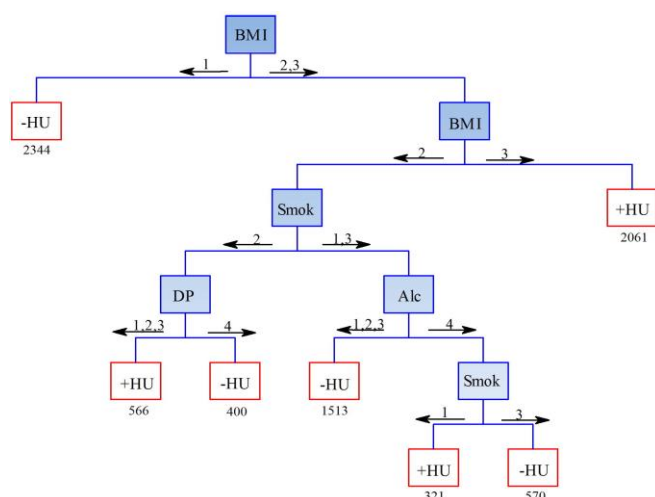 BMI
1 2,3
-HU
2344
BMI
2 3
Smok
+HU
2061
2 1,3
DP
Alc
1,2,3 4
1,2,3 4
+HU
566
-HU
400
-HU
1513
Smok
1 3
+HU
321
-HU
570